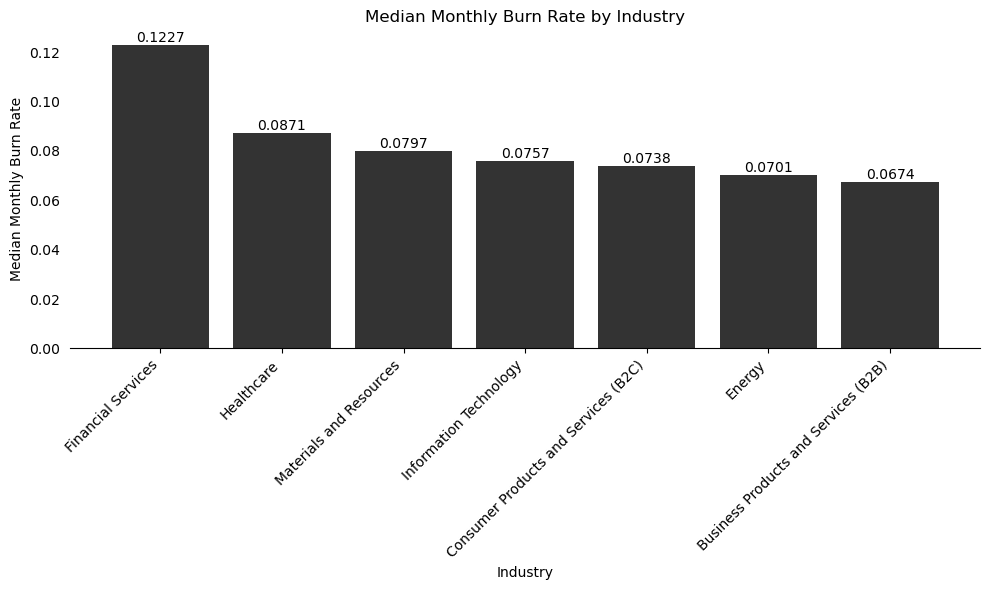 Median Monthly Burn Rate by Industry
Median Monthly Burn Rate
0.12
0.10
0.08
0.06
0.04
0.02
0.00
0.1227
0.0871
0.0797
0.0757
0.0738
0.0701
0.0674
Financial Services
Healthcare
Materials and Resources
Information Technology
Consumer Products and Services (B2C)
Energy
Business Products and Services (B2B)
Industry